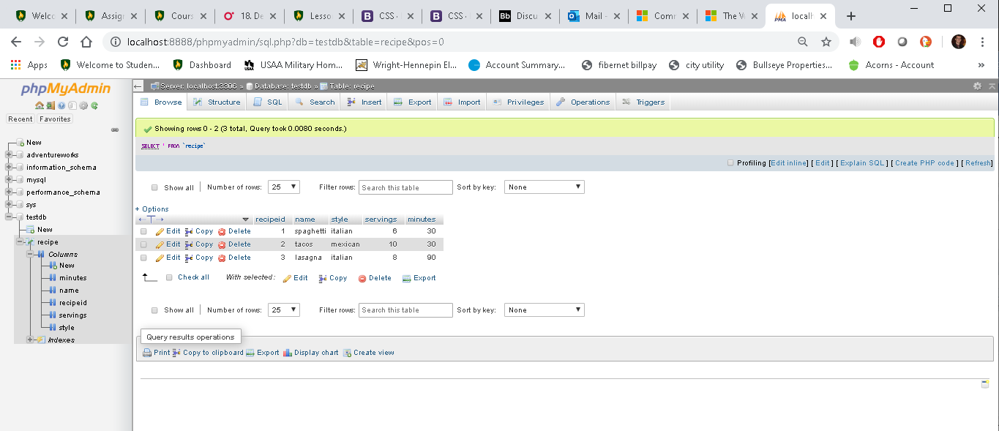 Welcc Assign Cours 18. De Lesso CSS · CSS · Bb Discu Mail - Comr The W localh
localhost:8888/phpmyadmin/sql.php?db=testdb&table=recipe&pos=0
Apps Welcome to Studen... Dashboard USAA Military Hom... Wright-Hennepin El... Account Summary... fibernet billpay city utility Bullseye Properties... Acorns - Account »
phpMyAdmin
Recent Favorites
New
adventureworks
information_schema
mysql
performance_schema
sys
testdb
New
recipe
Columns
New
minutes
name
recipeid
servings
style
Indexes
Server: localhost:3306 » Database: testdb » Table: recipe
Browse Structure SQL Search Insert Export Import Privileges Operations Triggers
Showing rows 0 - 2 (3 total, Query took 0.0080 seconds.)
SELECT * FROM `recipe`
Profiling [Edit inline] [ Edit ] [ Explain SQL ] [ Create PHP code ] [ Refresh]
Show all Number of rows: 25 Filter rows: Search this table Sort by key: None
+ Options
←T→ recipeid name style servings minutes
Edit Copy Delete 1 spaghetti italian 6 30
Edit Copy Delete 2 tacos mexican 10 30
Edit Copy Delete 3 lasagna italian 8 90
Check all With selected: Edit Copy Delete Export
Show all Number of rows: 25 Filter rows: Search this table Sort by key: None
Query results operations
Print Copy to clipboard Export Display chart Create view